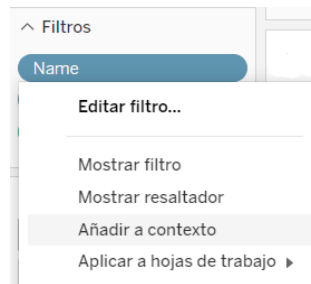 Filtros
Name
Editar filtro...
Mostrar filtro
Mostrar resaltador
Añadir a contexto
Aplicar a hojas de trabajo